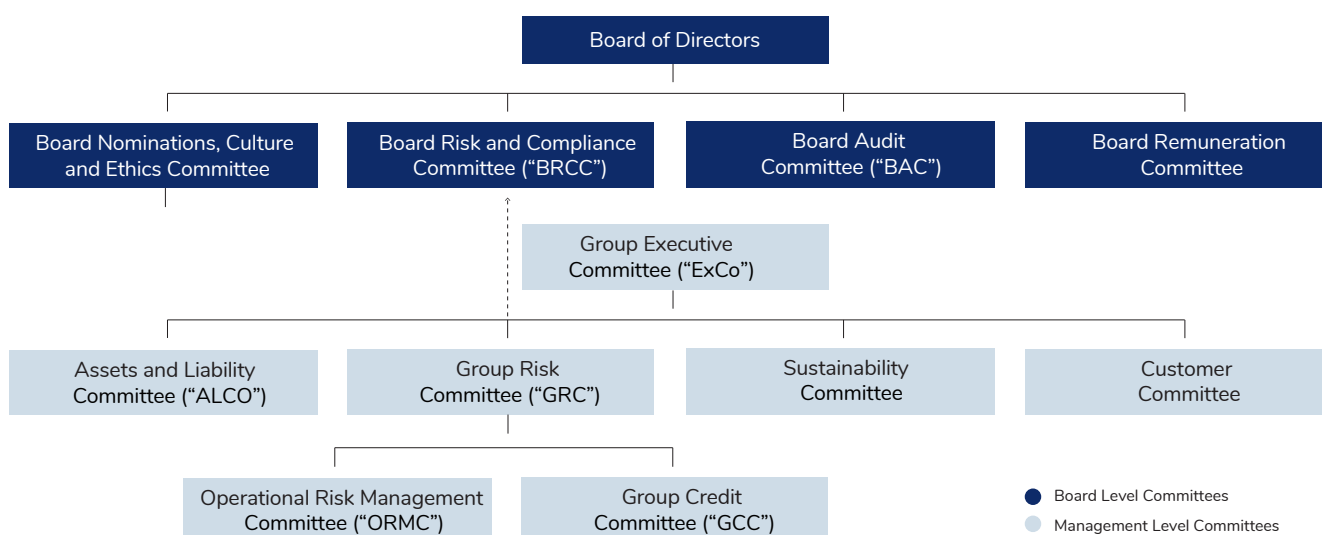 Board of Directors
Board Nominations, Culture
and Ethics Committee
Board Risk and Compliance
Committee (“BRCC”)
Board Audit
Committee (“BAC”)
Board Remuneration
Committee
Group Executive
Committee (“ExCo”)
Assets and Liability
Committee (“ALCO”)
Group Risk
Committee (“GRC”)
Sustainability
Committee
Customer
Committee
Operational Risk Management
Committee (“ORMC”)
Group Credit
Committee (“GCC”)
Board Level Committees
Management Level Committees